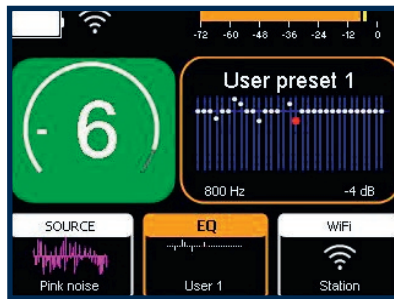 -72 -60 -48 -36 -24 -12 0
- 6
User preset 1
800 Hz -4 dB
SOURCE
Pink noise
EQ
User 1
WiFi
Station